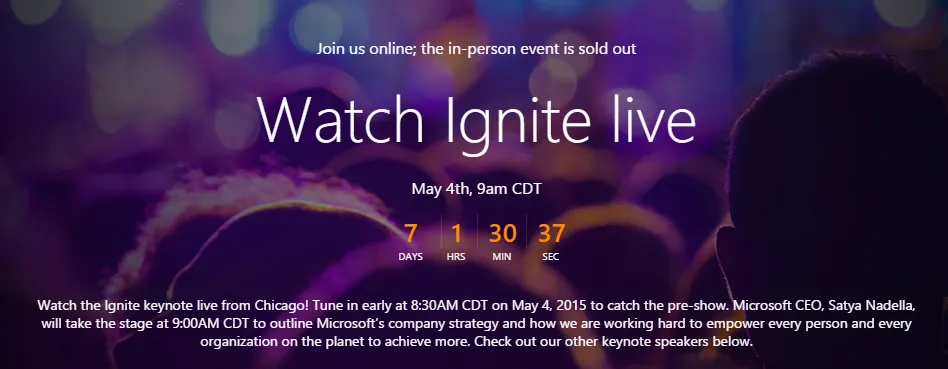 Join us online; the in-person event is sold out
Watch Ignite live
May 4th, 9am CDT
7 1 30 37
DAYS HRS MIN SEC
Watch the Ignite keynote live from Chicago! Tune in early at 8:30AM CDT on May 4, 2015 to catch the pre-show. Microsoft CEO, Satya Nadella,
will take the stage at 9:00AM CDT to outline Microsoft's company strategy and how we are working hard to empower every person and every
organization on the planet to achieve more. Check out our other keynote speakers below.